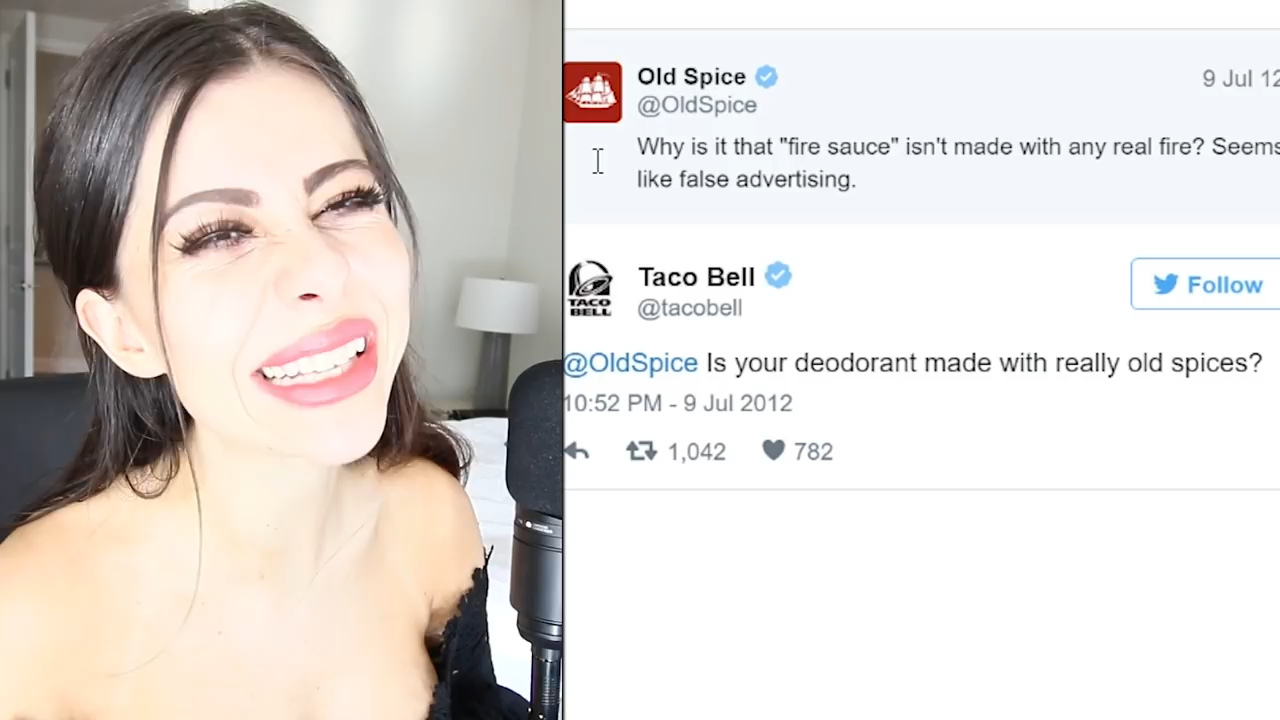 Old Spice
9 Jul 12
@OldSpice
Why is it that "fire sauce" isn't made with any real fire? Seems
like false advertising.
TACO
BELL
Taco Bell
Follow
@tacobell
@OldSpice Is your deodorant made with really old spices?
10:52 PM - 9 Jul 2012
1,042 782